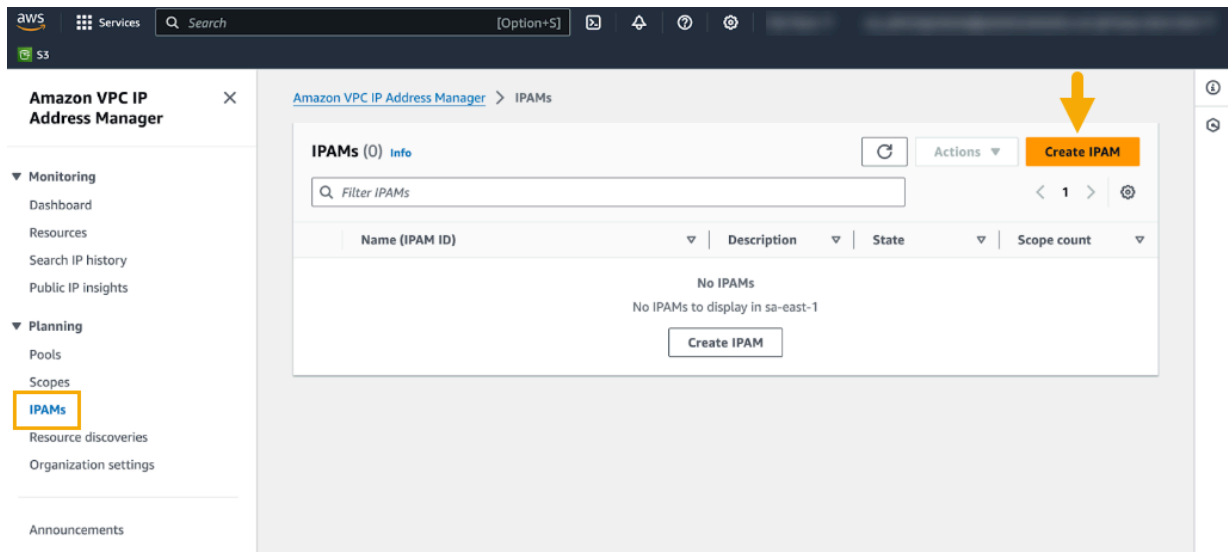 aws
Services
Search
[Option+S]
S3
Amazon VPC IP
Address Manager
Monitoring
Dashboard
Resources
Search IP history
Public IP insights
Planning
Pools
Scopes
IPAMs
Resource discoveries
Organization settings
Announcements
Amazon VPC IP Address Manager > IPAMs
IPAMs (0) Info
Actions
Create IPAM
Filter IPAMs
1
Name (IPAM ID)
Description
State
Scope count
No IPAMs
No IPAMs to display in sa-east-1
Create IPAM